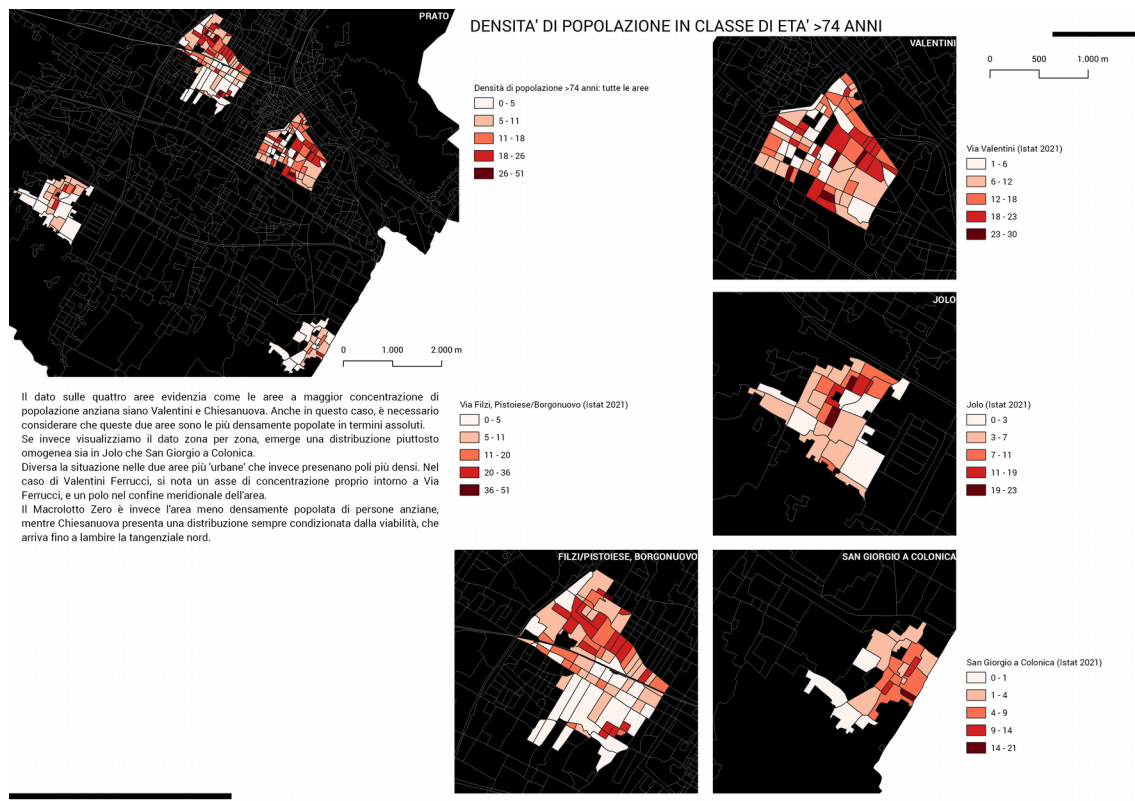 PRATO
DENSITA' DI POPOLAZIONE IN CLASSE DI ETA' >74 ANNI
VALENTINI
0 500 1.000 m
Densità di popolazione >74 anni: tutte le aree
0 - 5
5 - 11
11 - 18
18 - 26
26 - 51
Via Valentini (Istat 2021)
1 - 6
6 - 12
12 - 18
18 - 23
23 - 30
JOLO
0 1.000 2.000 m
Il dato sulle quattro aree evidenzia come le aree a maggior concentrazione di
popolazione anziana siano Valentini e Chiesanuova. Anche in questo caso, è necessario
considerare che queste due aree sono le più densamente popolate in termini assoluti.
Se invece visualizziamo il dato zona per zona, emerge una distribuzione piuttosto
omogenea sia in Jolo che San Giorgio a Colonica.
Diversa la situazione nelle due aree più 'urbane' che invece presenano poli più densi. Nel
caso di Valentini Ferrucci, si nota un asse di concentrazione proprio intorno a Via
Ferrucci, e un polo nel confine meridionale dell'area.
Il Macrolotto Zero è invece l'area meno densamente popolata di persone anziane,
mentre Chiesanuova presenta una distribuzione sempre condizionata dalla viabilità, che
arriva fino a lambire la tangenziale nord.
Via Filzi, Pistoiese/Borgonuovo (Istat 2021)
0 - 5
5 - 11
11 - 20
20 - 36
36 - 51
Jolo (Istat 2021)
0 - 3
3 - 7
7 - 11
11 - 19
19 - 23
FILZI/PISTOIESE, BORGONUOVO
SAN GIORGIO A COLONICA
San Giorgio a Colonica (Istat 2021)
0 - 1
1 - 4
4 - 9
9 - 14
14 - 21